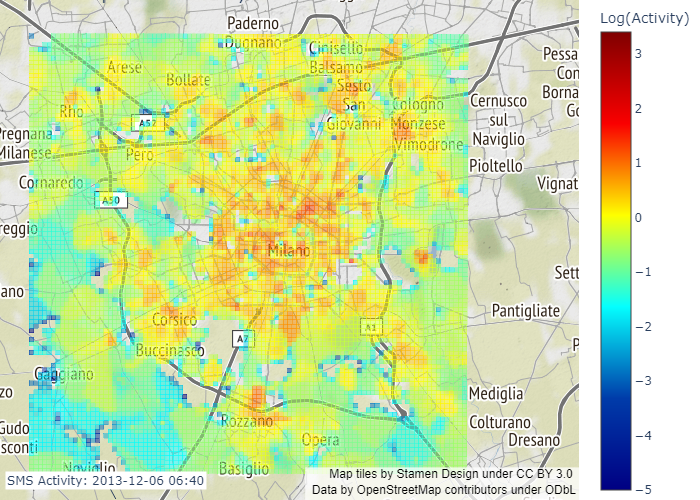 Paderno
Dugnano
Cinisello
Balsamo
Arese
Bollate
Sesto
San
Giovanni
Rho
Cologno
Monzese
Vimodrone
Cernusco
sul
Naviglio
Pessa
Con
Borna
Go
A52
Pregnana
Milanese
Pero
Pioltello
Cornaredo
Vignat
A50
reggio
Milano
Sett
ano
Pantigliate
Corsico
A1
A7
Buccinasco
P
Gaggiano
zo
Mediglia
Rozzano
Colturano
Gudo
sconti
Opera
Dresano
Noviglio
Basiglio
SMS Activity: 2013-12-06 06:40
Map tiles by Stamen Design under CC BY 3.0
Data by OpenStreetMap contributors under ODbL
Log(Activity)
3
2
1
0
−1
−2
−3
−4
−5